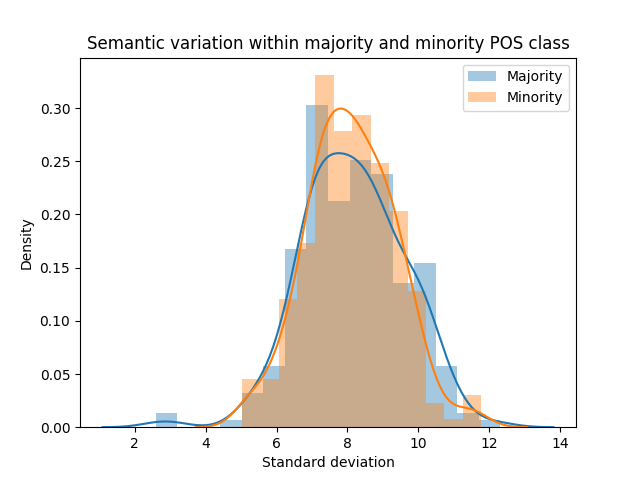 Semantic variation within majority and minority POS class
Majority
Minority
0.30
0.25
0.20
0.15
0.10
0.05
0.00
Density
2 4 6 8 10 12 14
Standard deviation